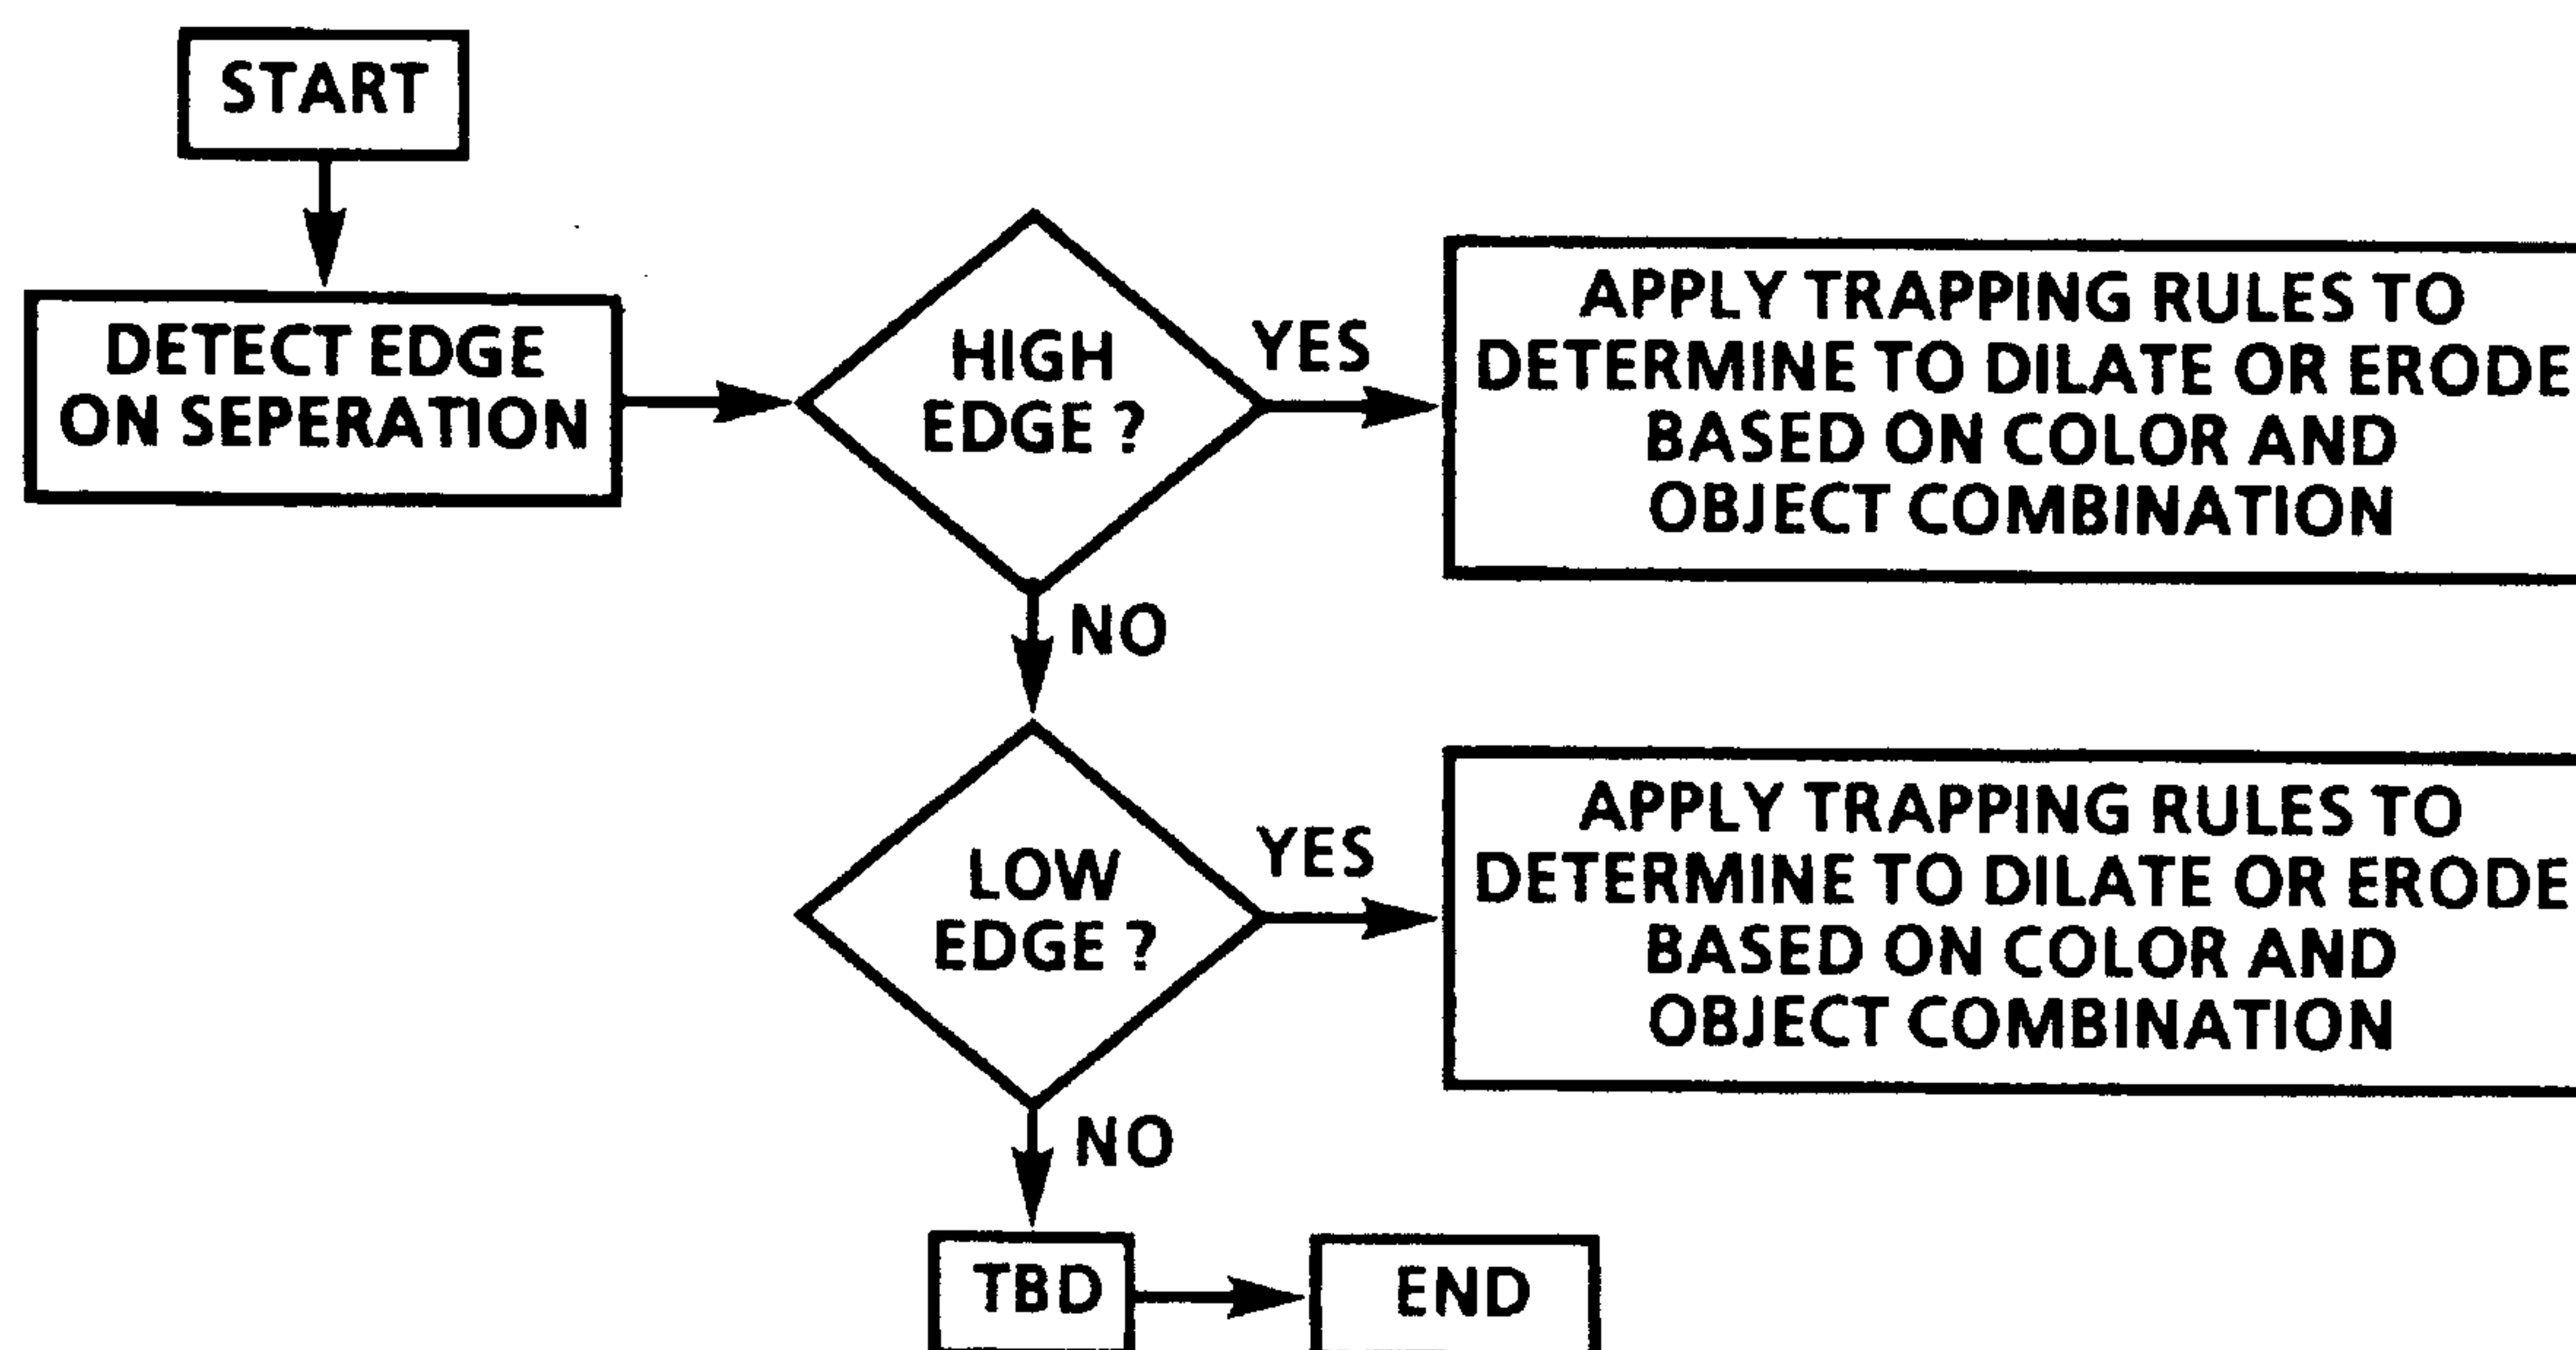 START
DETECT EDGE
ON SEPERATION
HIGH
EDGE ?
YES
APPLY TRAPPING RULES TO
DETERMINE TO DILATE OR ERODE
BASED ON COLOR AND
OBJECT COMBINATION
NO
LOW
EDGE ?
YES
APPLY TRAPPING RULES TO
DETERMINE TO DILATE OR ERODE
BASED ON COLOR AND
OBJECT COMBINATION
NO
TBD
END